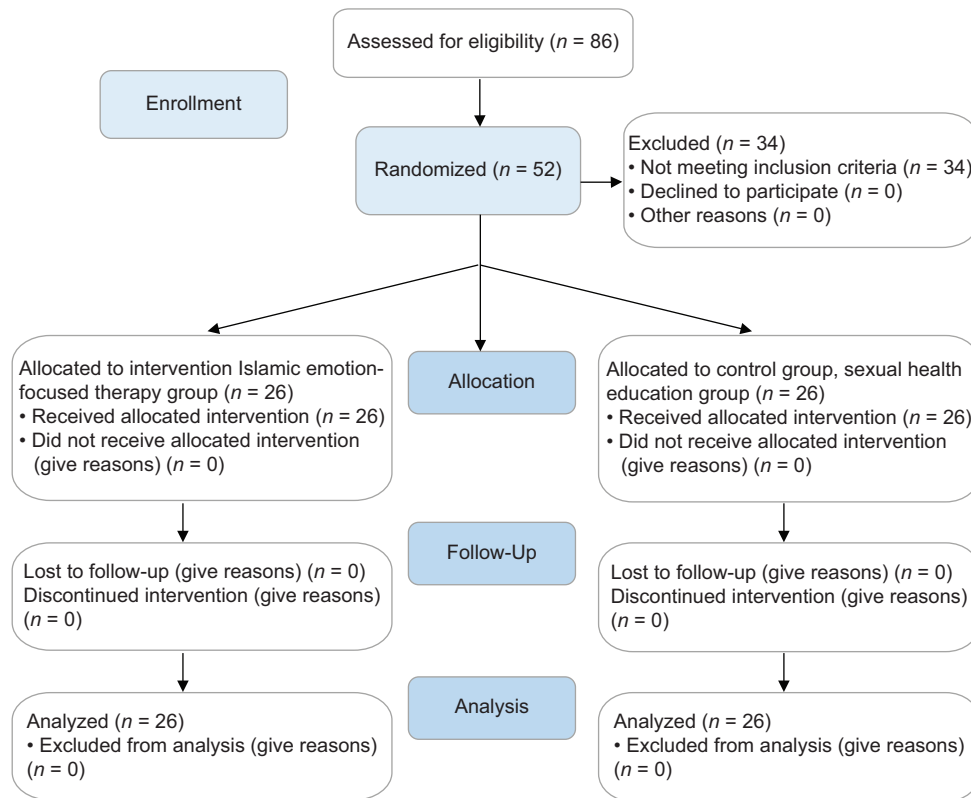 Assessed for eligibility (n = 86)
Enrollment
Randomized (n = 52)
Excluded (n = 34)
• Not meeting inclusion criteria (n = 34)
• Declined to participate (n = 0)
• Other reasons (n = 0)
Allocated to intervention Islamic emotion-
focused therapy group (n = 26)
• Received allocated intervention (n = 26)
• Did not receive allocated intervention
(give reasons) (n = 0)
Allocation
Allocated to control group, sexual health
education group (n = 26)
• Received allocated intervention (n = 26)
• Did not receive allocated intervention
(give reasons) (n = 0)
Follow-Up
Lost to follow-up (give reasons) (n = 0)
Discontinued intervention (give reasons)
(n = 0)
Lost to follow-up (give reasons) (n = 0)
Discontinued intervention (give reasons)
(n = 0)
Analysis
Analyzed (n = 26)
• Excluded from analysis (give reasons)
(n = 0)
Analyzed (n = 26)
• Excluded from analysis (give reasons)
(n = 0)